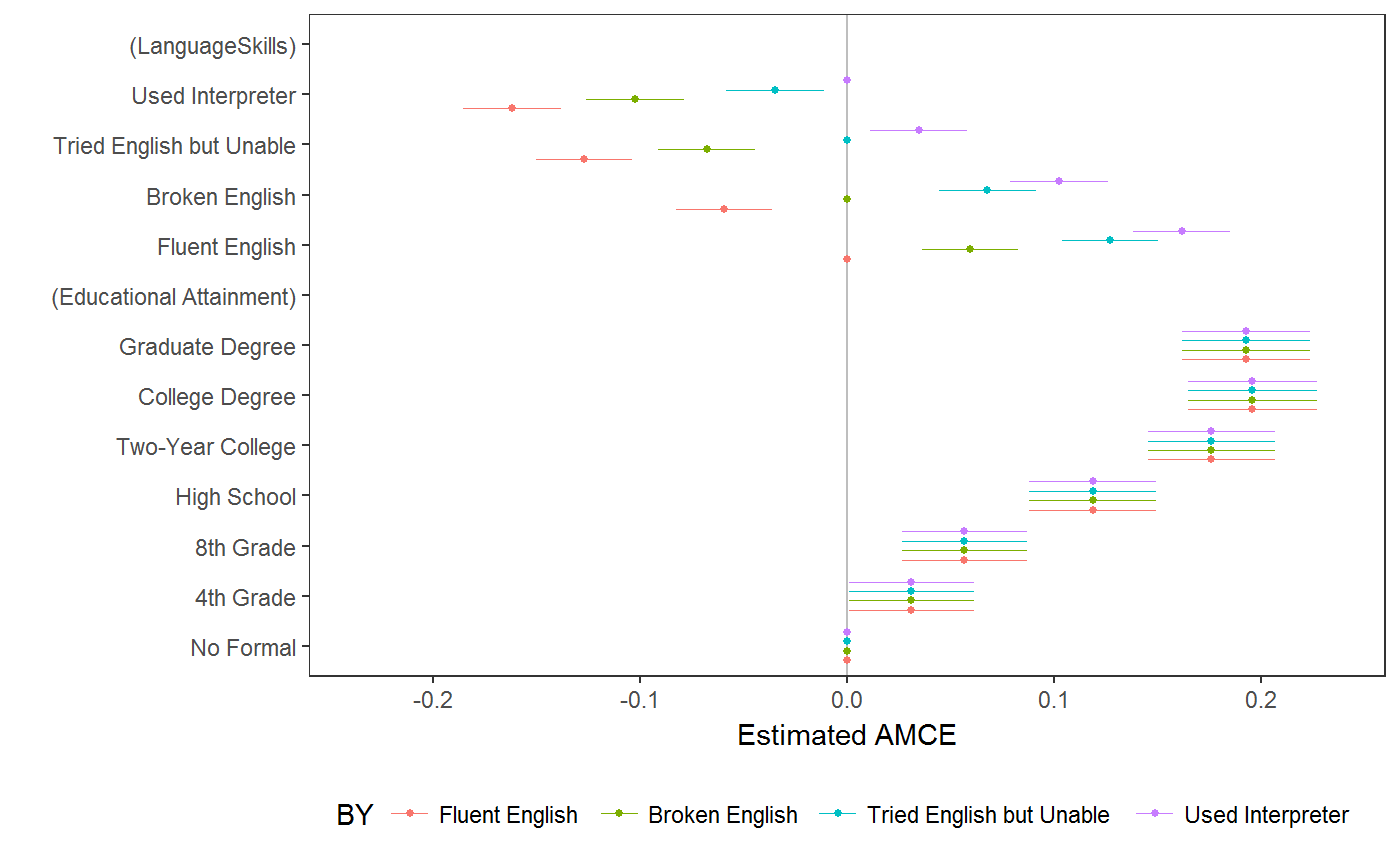 (LanguageSkills)
Used Interpreter
Tried English but Unable
Broken English
Fluent English
(Educational Attainment)
Graduate Degree
College Degree
Two-Year College
High School
8th Grade
4th Grade
No Formal
-0.2 -0.1 0.0 0.1 0.2
Estimated AMCE
BY Fluent English Broken English Tried English but Unable Used Interpreter